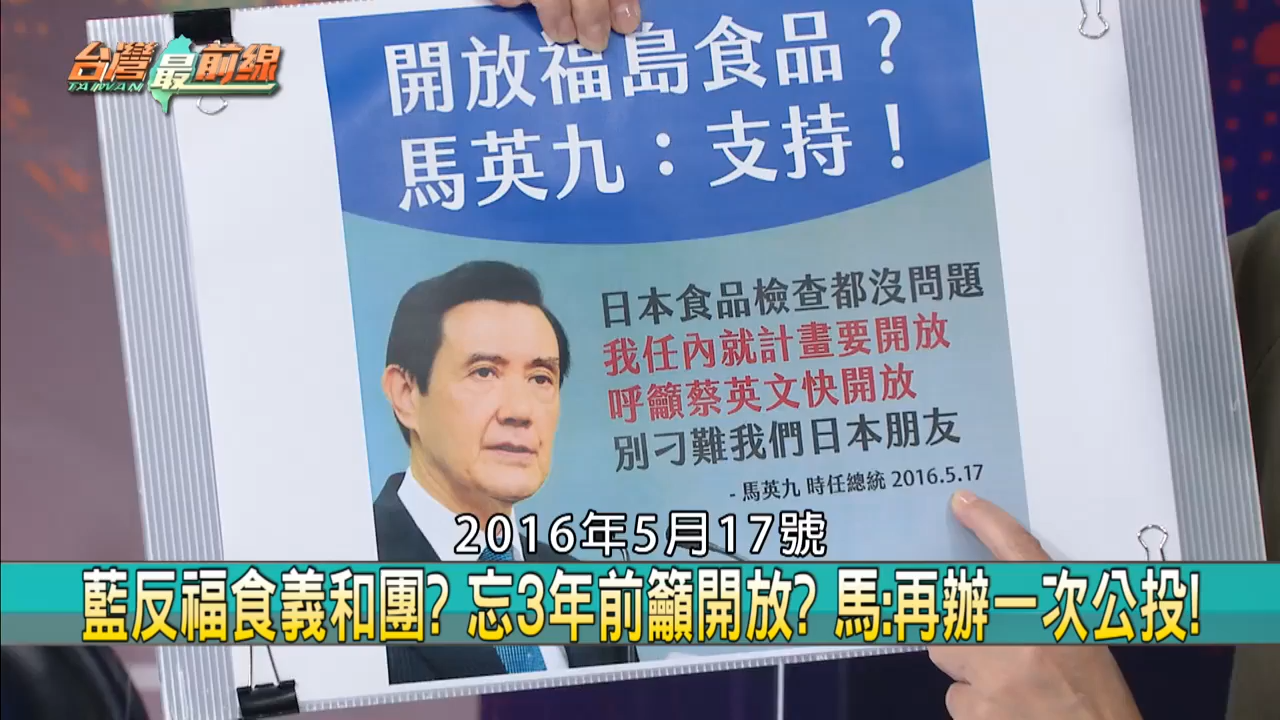 台灣最前線
TAIWAN
開放福島食品？
馬英九：支持！
日本食品檢查都沒問題
我任內就計畫要開放
呼籲蔡英文快開放
別刁難我們日本朋友
- 馬英九 時任總統 2016.5.17
2016年5月17號
藍反福食義和團? 忘3年前籲開放? 馬:再辦一次公投!